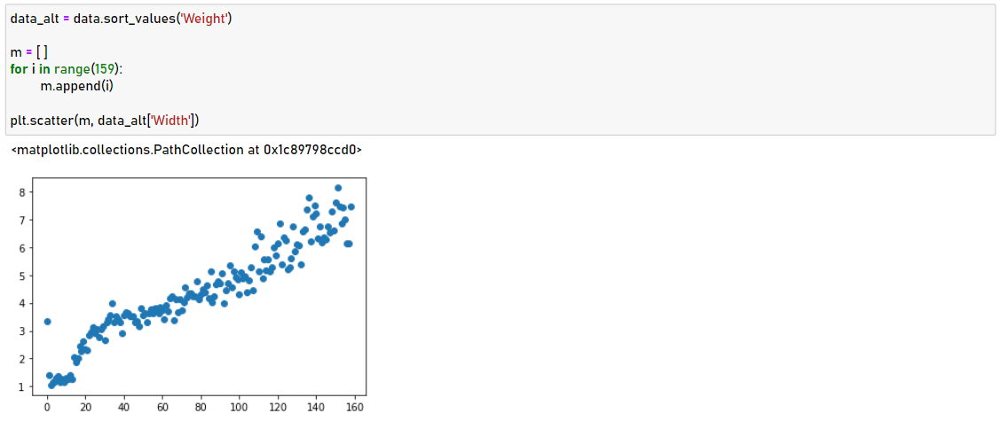 data_alt = data.sort_values('Weight')
m = [ ]
for i in range(159):
m.append(i)
plt.scatter(m, data_alt['Width'])
<matplotlib.collections.PathCollection at 0x1c89798ccd0>
8
7
6
5
4
3
2
1
0 20 40 60 80 100 120 140 160